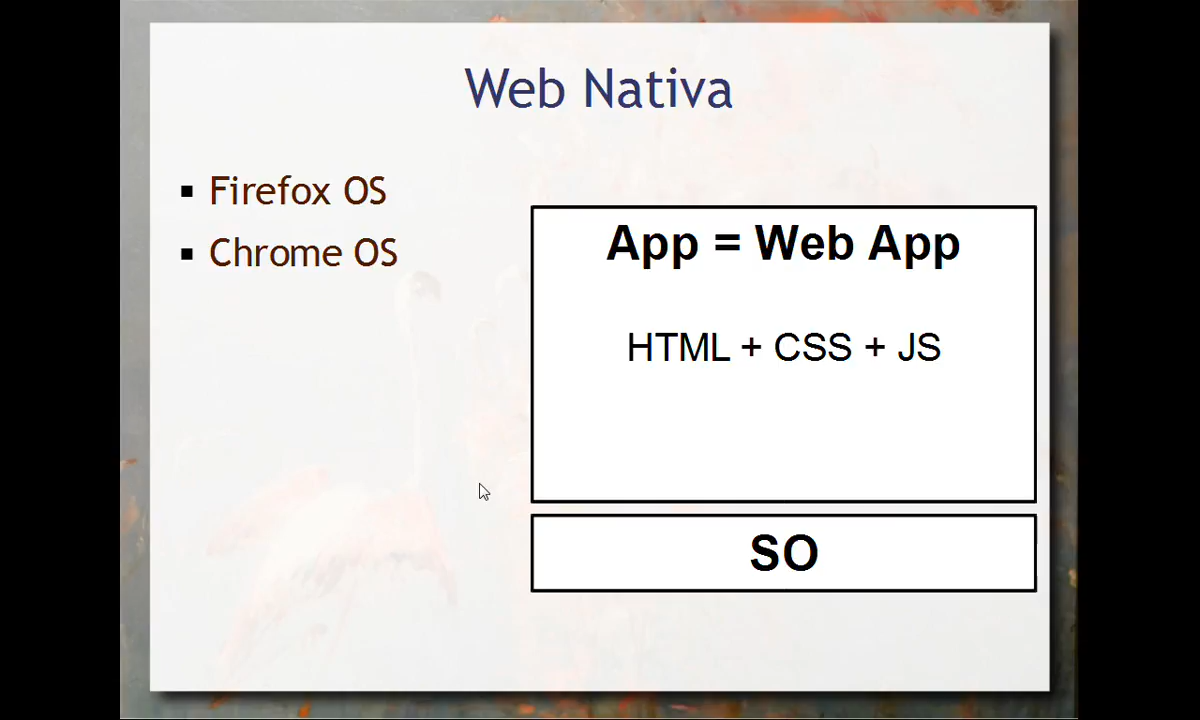 Web Nativa
Firefox OS
Chrome OS
App = Web App
HTML + CSS + JS
SO